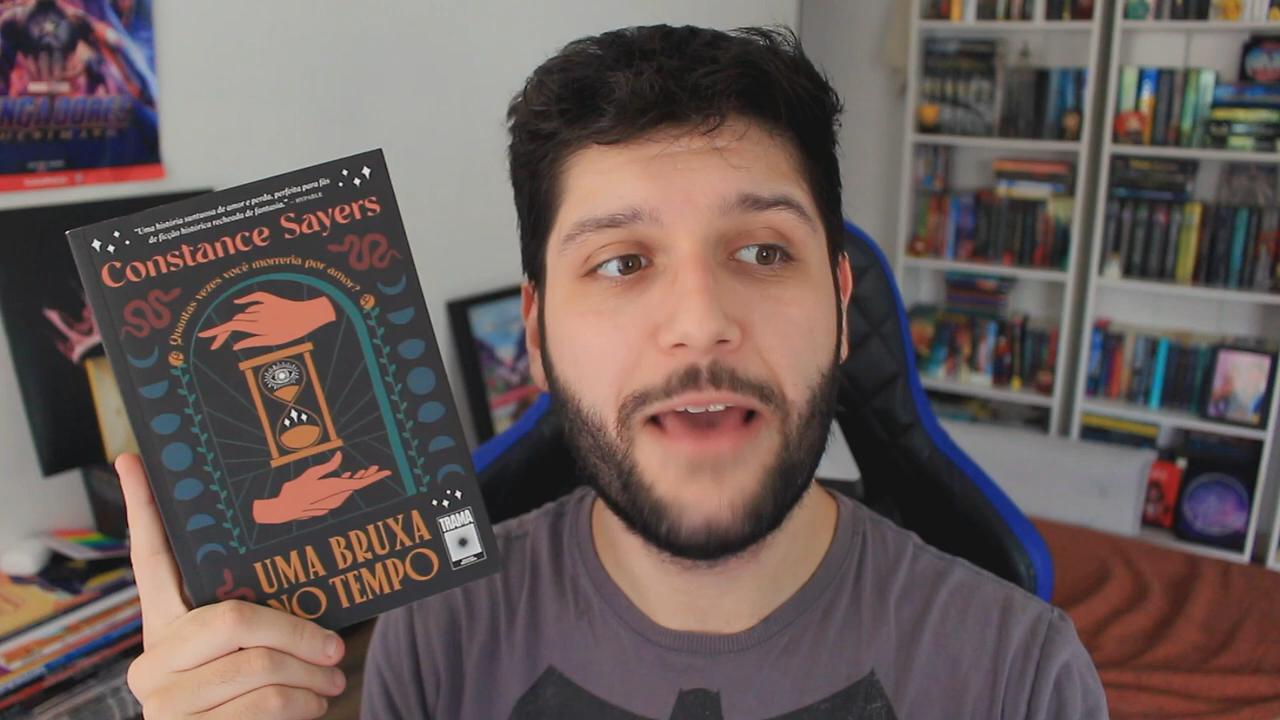 "Uma história suntuosa de amor e perda, perfeita para fãs
de ficção histórica recheada de fantasia." – HYPABLE
Constance Sayers
Quantas vezes você morreria por amor?
UMA BRUXA
NO TEMPO
TRAMA